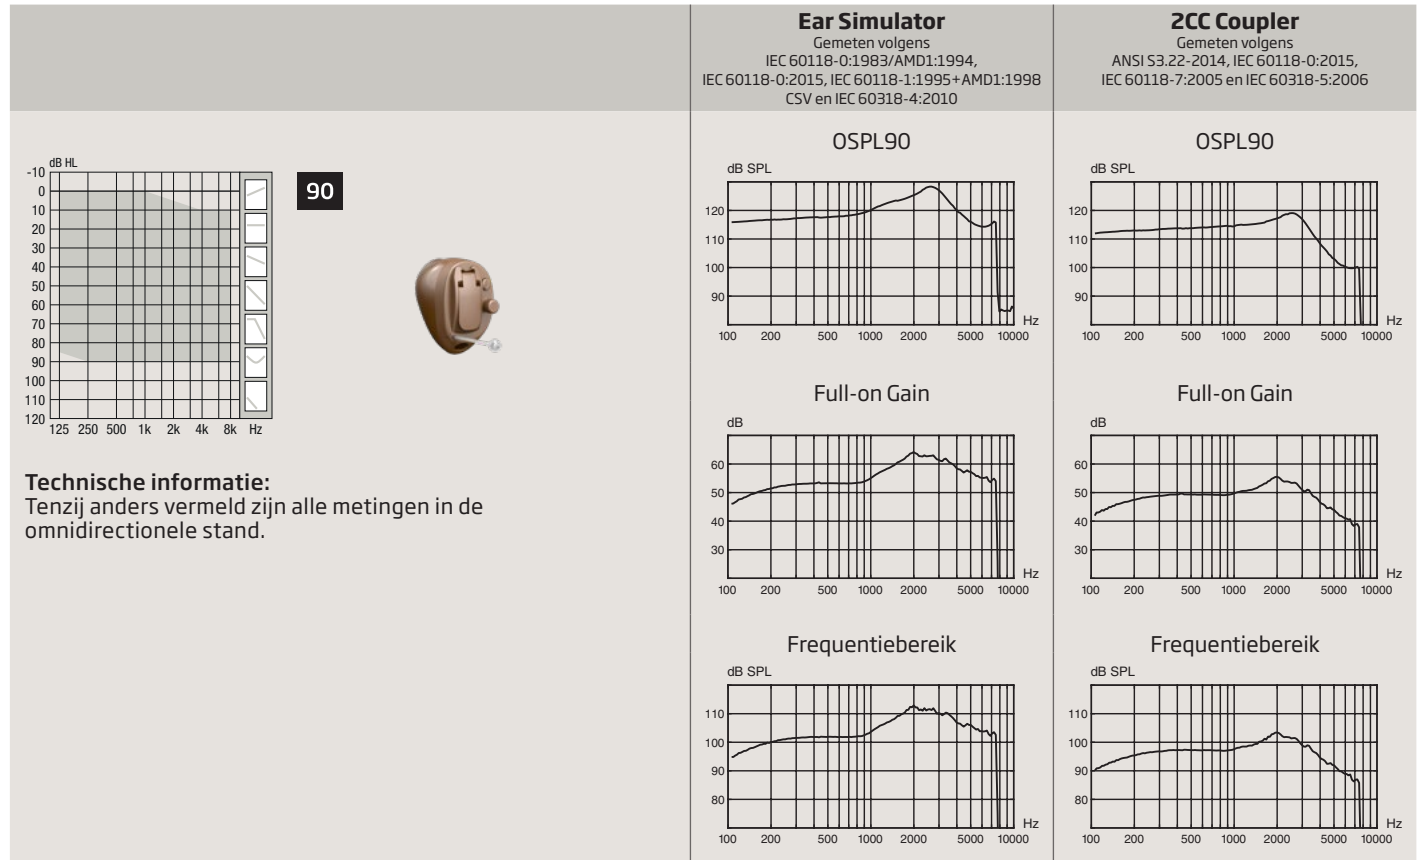 Ear Simulator
Gemeten volgens
IEC 60118-0:1983/AMD1:1994,
IEC 60118-0:2015, IEC 60118-1:1995+AMD1:1998
CSV en IEC 60318-4:2010
2CC Coupler
Gemeten volgens
ANSI S3.22-2014, IEC 60118-0:2015,
IEC 60118-7:2005 en IEC 60318-5:2006
dB HL
-10
0
10
20
30
40
50
60
70
80
90
100
110
120
125 250 500 1k 2k 4k 8k Hz
90
Technische informatie:
Tenzij anders vermeld zijn alle metingen in de
omnidirectionele stand.
OSPL90
dB SPL
120
110
100
90
Hz
100 200 500 1000 2000 5000 10000
OSPL90
dB SPL
120
110
100
90
Hz
100 200 500 1000 2000 5000 10000
Full-on Gain
dB
60
50
40
30
Hz
100 200 500 1000 2000 5000 10000
Full-on Gain
dB
60
50
40
30
Hz
100 200 500 1000 2000 5000 10000
Frequentiebereik
dB SPL
110
100
90
80
Hz
100 200 500 1000 2000 5000 10000
Frequentiebereik
dB SPL
110
100
90
80
Hz
100 200 500 1000 2000 5000 10000